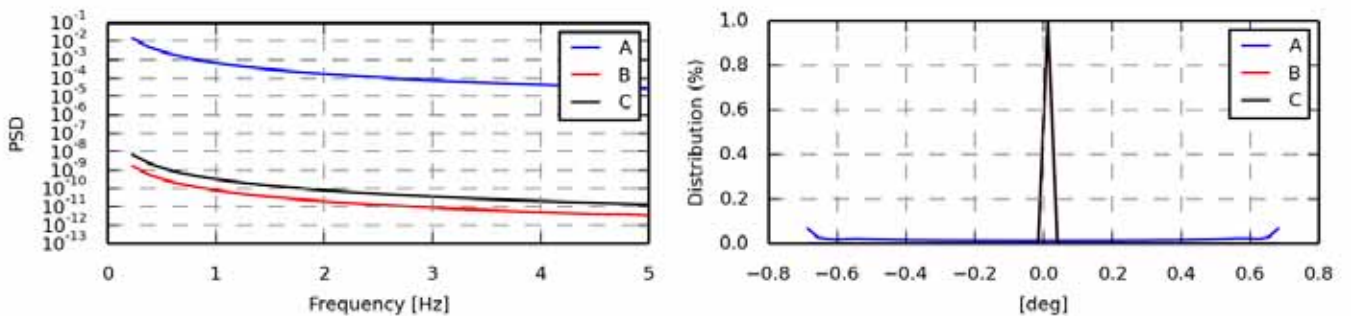 10⁻¹
10⁻²
10⁻³
10⁻⁴
10⁻⁵
10⁻⁶
10⁻⁷
10⁻⁸
10⁻⁹
10⁻¹⁰
10⁻¹¹
10⁻¹²
10⁻¹³
PSD
A
B
C
0 1 2 3 4 5
Frequency [Hz]
1.0
0.8
0.6
0.4
0.2
0.0
Distribution (%)
A
B
C
−0.8 −0.6 −0.4 −0.2 0.0 0.2 0.4 0.6 0.8
[deg]